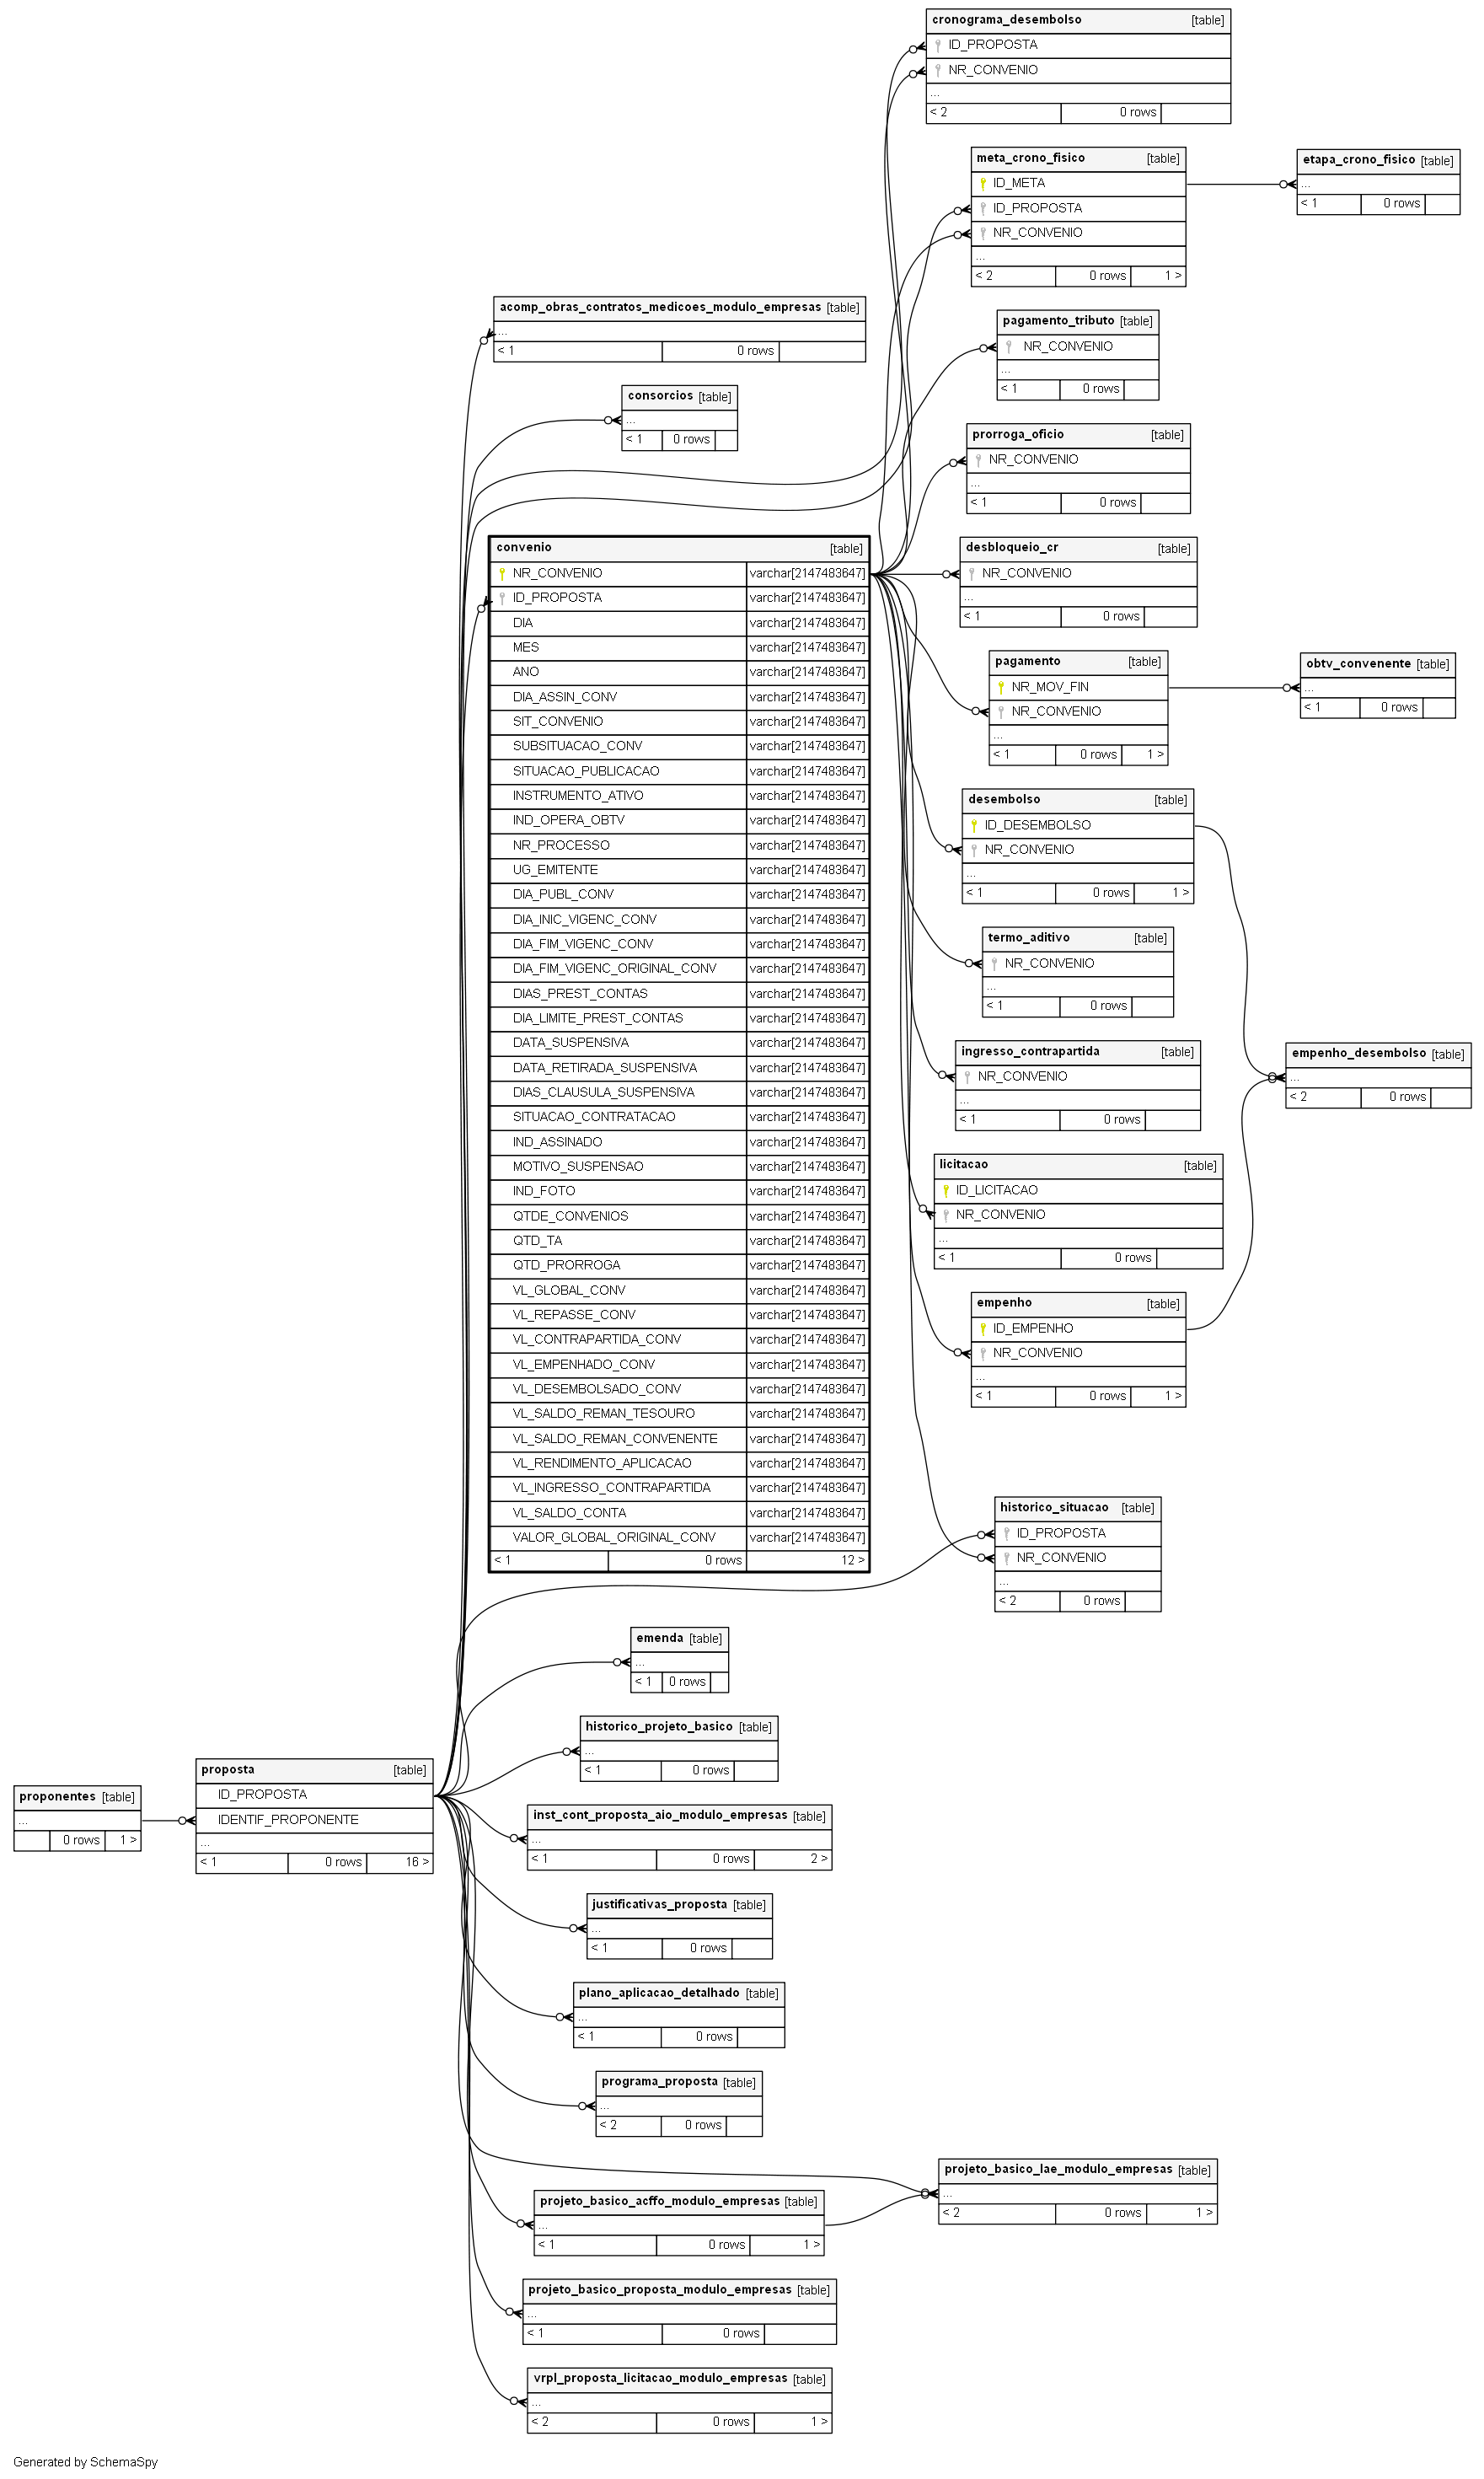 cronograma_desembolso [table]
ID_PROPOSTA
NR_CONVENIO
...
< 2 0 rows
meta_crono_fisico [table]
ID_META
ID_PROPOSTA
NR_CONVENIO
...
< 2 0 rows 1 >
etapa_crono_fisico [table]
...
< 1 0 rows
acomp_obras_contratos_medicoes_modulo_empresas [table]
...
< 1 0 rows
pagamento_tributo [table]
NR_CONVENIO
...
< 1 0 rows
consorcios [table]
...
< 1 0 rows
prorroga_oficio [table]
NR_CONVENIO
...
< 1 0 rows
convenio [table]
NR_CONVENIO varchar[2147483647]
ID_PROPOSTA varchar[2147483647]
DIA varchar[2147483647]
MES varchar[2147483647]
ANO varchar[2147483647]
DIA_ASSIN_CONV varchar[2147483647]
SIT_CONVENIO varchar[2147483647]
SUBSITUACAO_CONV varchar[2147483647]
SITUACAO_PUBLICACAO varchar[2147483647]
INSTRUMENTO_ATIVO varchar[2147483647]
IND_OPERA_OBTV varchar[2147483647]
NR_PROCESSO varchar[2147483647]
UG_EMITENTE varchar[2147483647]
DIA_PUBL_CONV varchar[2147483647]
DIA_INIC_VIGENC_CONV varchar[2147483647]
DIA_FIM_VIGENC_CONV varchar[2147483647]
DIA_FIM_VIGENC_ORIGINAL_CONV varchar[2147483647]
DIAS_PREST_CONTAS varchar[2147483647]
DIA_LIMITE_PREST_CONTAS varchar[2147483647]
DATA_SUSPENSIVA varchar[2147483647]
DATA_RETIRADA_SUSPENSIVA varchar[2147483647]
DIAS_CLAUSULA_SUSPENSIVA varchar[2147483647]
SITUACAO_CONTRATACAO varchar[2147483647]
IND_ASSINADO varchar[2147483647]
MOTIVO_SUSPENSAO varchar[2147483647]
IND_FOTO varchar[2147483647]
QTDE_CONVENIOS varchar[2147483647]
QTD_TA varchar[2147483647]
QTD_PRORROGA varchar[2147483647]
VL_GLOBAL_CONV varchar[2147483647]
VL_REPASSE_CONV varchar[2147483647]
VL_CONTRAPARTIDA_CONV varchar[2147483647]
VL_EMPENHADO_CONV varchar[2147483647]
VL_DESEMBOLSADO_CONV varchar[2147483647]
VL_SALDO_REMAN_TESOURO varchar[2147483647]
VL_SALDO_REMAN_CONVENENTE varchar[2147483647]
VL_RENDIMENTO_APLICACAO varchar[2147483647]
VL_INGRESSO_CONTRAPARTIDA varchar[2147483647]
VL_SALDO_CONTA varchar[2147483647]
VALOR_GLOBAL_ORIGINAL_CONV varchar[2147483647]
< 1 0 rows 12 >
desbloqueio_cr [table]
NR_CONVENIO
...
< 1 0 rows
pagamento [table]
NR_MOV_FIN
NR_CONVENIO
...
< 1 0 rows 1 >
obtv_convenente [table]
...
< 1 0 rows
desembolso [table]
ID_DESEMBOLSO
NR_CONVENIO
...
< 1 0 rows 1 >
termo_aditivo [table]
NR_CONVENIO
...
< 1 0 rows
ingresso_contrapartida [table]
NR_CONVENIO
...
< 1 0 rows
empenho_desembolso [table]
...
< 2 0 rows
licitacao [table]
ID_LICITACAO
NR_CONVENIO
...
< 1 0 rows
empenho [table]
ID_EMPENHO
NR_CONVENIO
...
< 1 0 rows 1 >
historico_situacao [table]
ID_PROPOSTA
NR_CONVENIO
...
< 2 0 rows
emenda [table]
...
< 1 0 rows
historico_projeto_basico [table]
...
< 1 0 rows
proponentes [table]
...
0 rows 1 >
proposta [table]
ID_PROPOSTA
IDENTIF_PROPONENTE
...
< 1 0 rows 16 >
inst_cont_proposta_aio_modulo_empresas [table]
...
< 1 0 rows 2 >
justificativas_proposta [table]
...
< 1 0 rows
plano_aplicacao_detalhado [table]
...
< 1 0 rows
programa_proposta [table]
...
< 2 0 rows
projeto_basico_lae_modulo_empresas [table]
...
< 2 0 rows 1 >
projeto_basico_acffo_modulo_empresas [table]
...
< 1 0 rows 1 >
projeto_basico_proposta_modulo_empresas [table]
...
< 1 0 rows
vrpl_proposta_licitacao_modulo_empresas [table]
...
< 2 0 rows 1 >
Generated by SchemaSpy